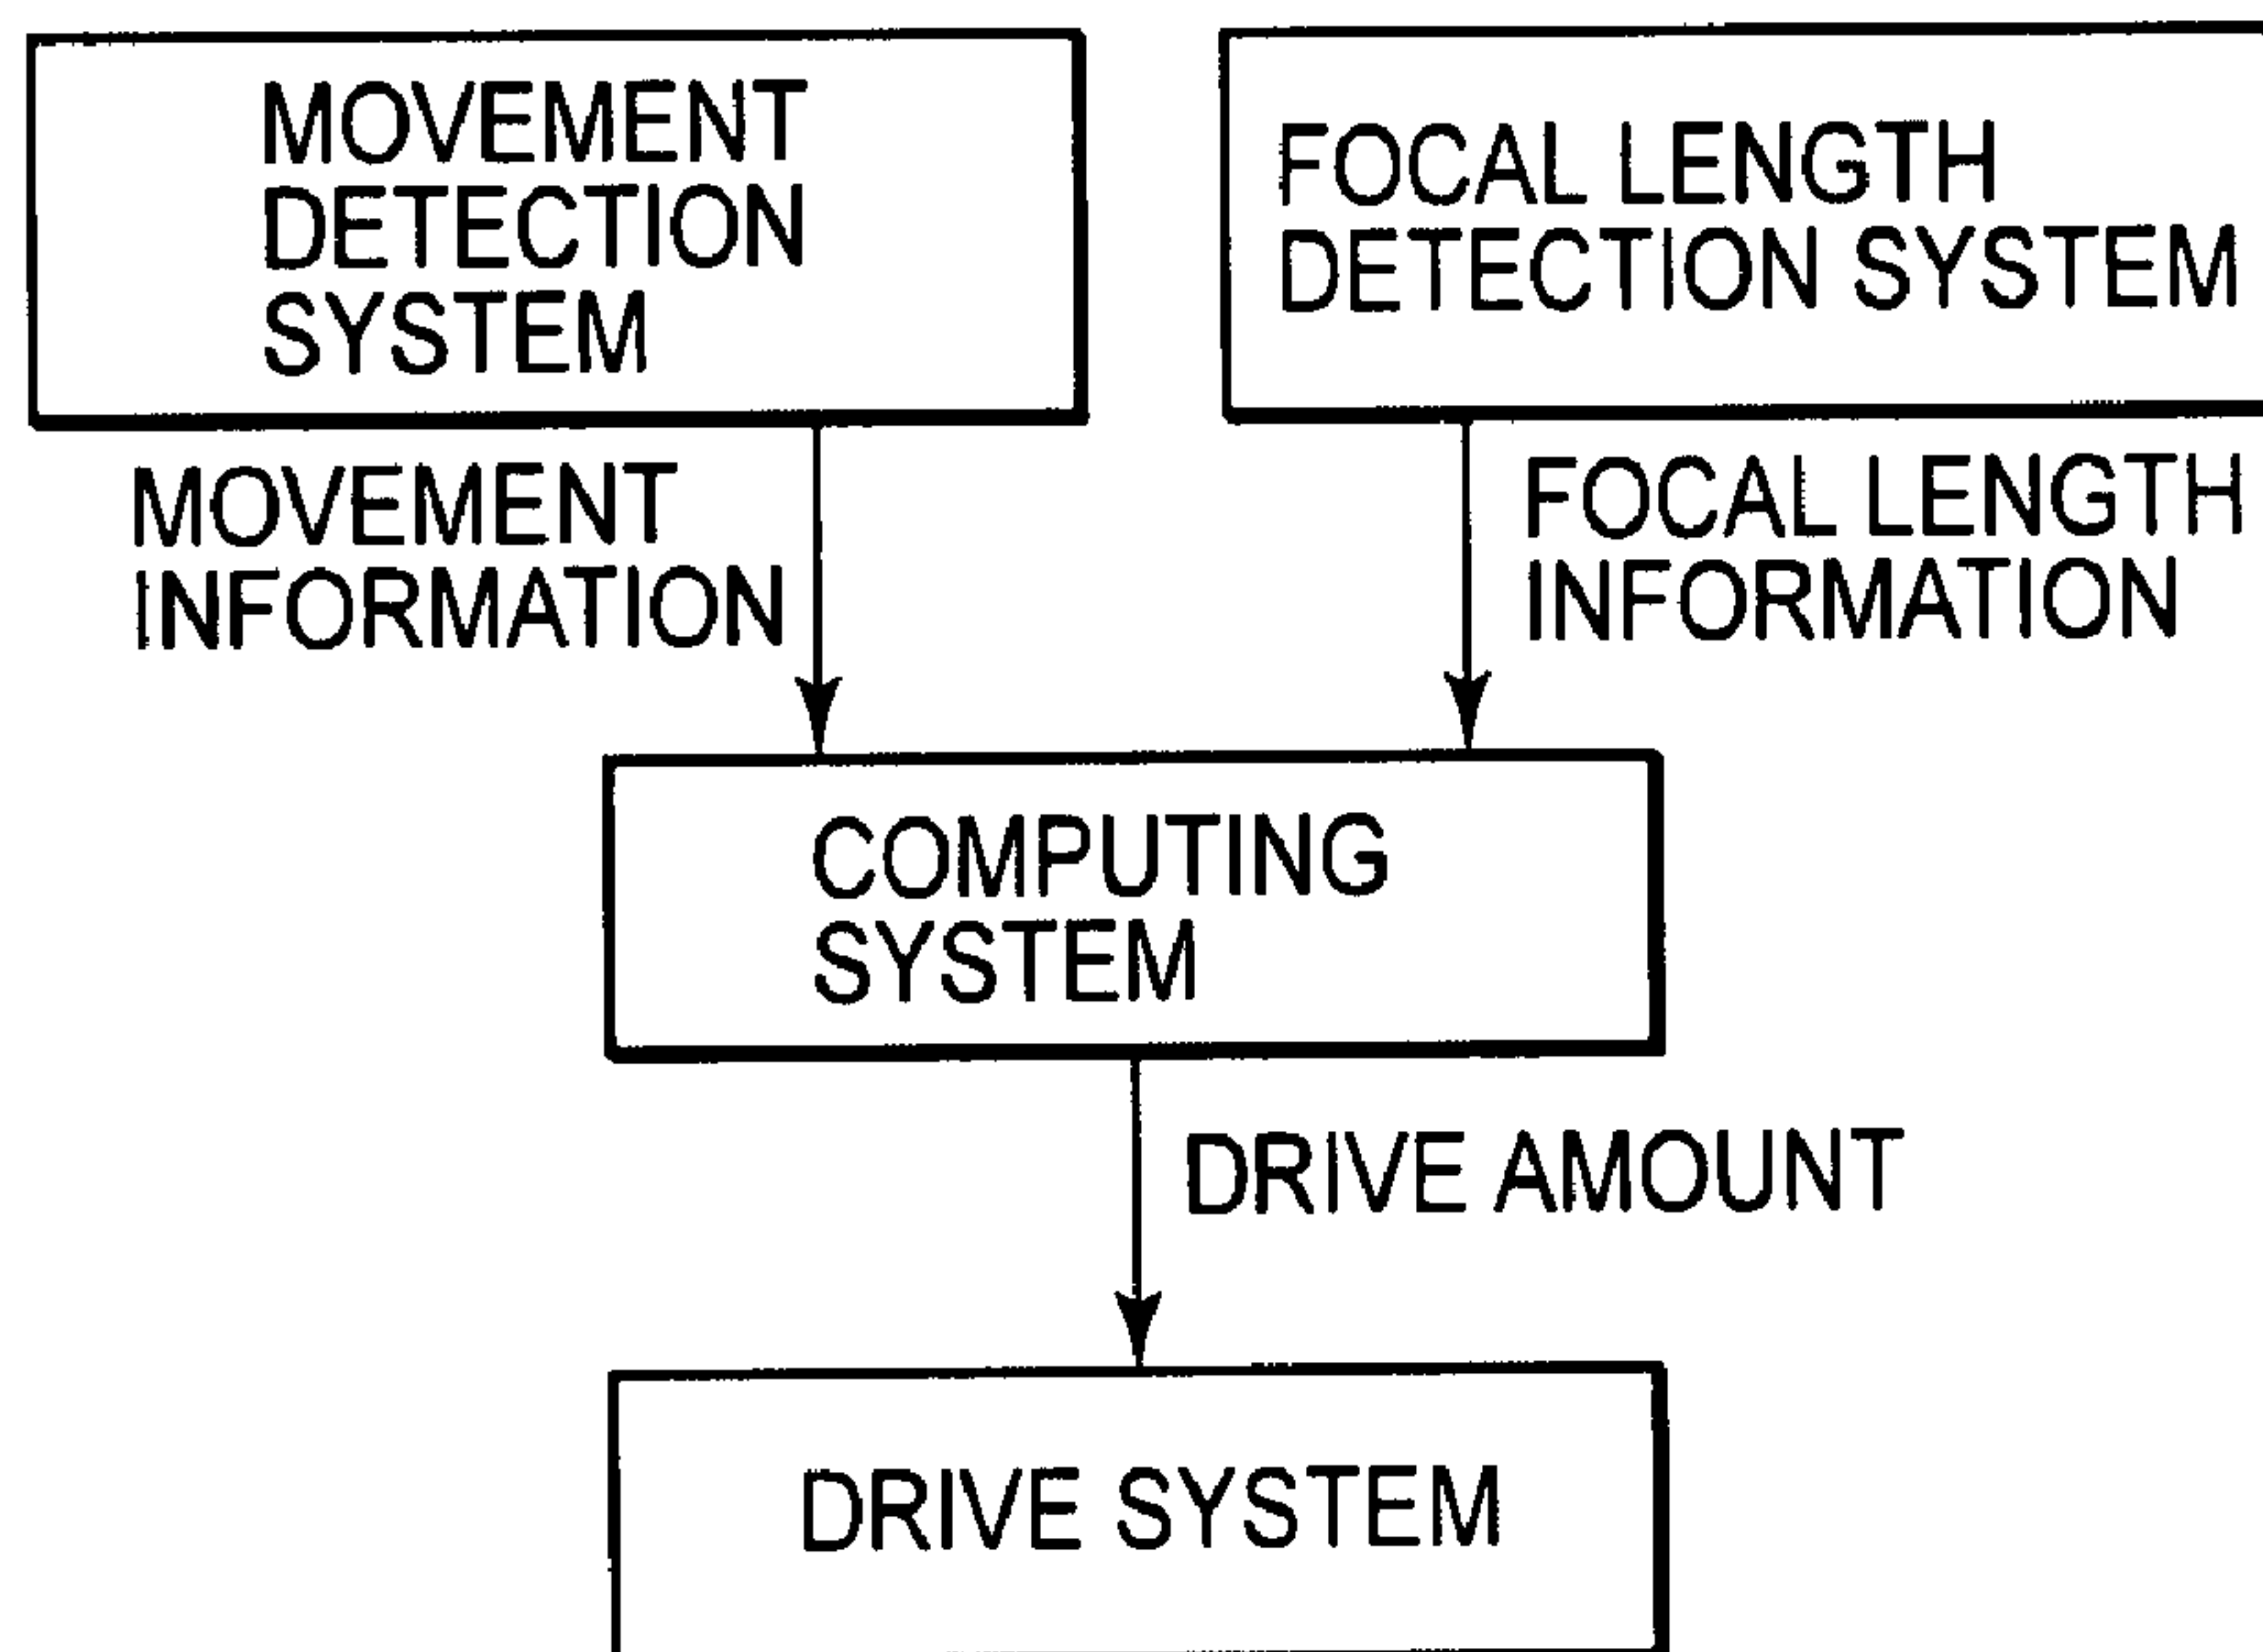 MOVEMENT
DETECTION
SYSTEM
FOCAL LENGTH
DETECTION SYSTEM
MOVEMENT
INFORMATION
FOCAL LENGTH
INFORMATION
COMPUTING
SYSTEM
DRIVE AMOUNT
DRIVE SYSTEM